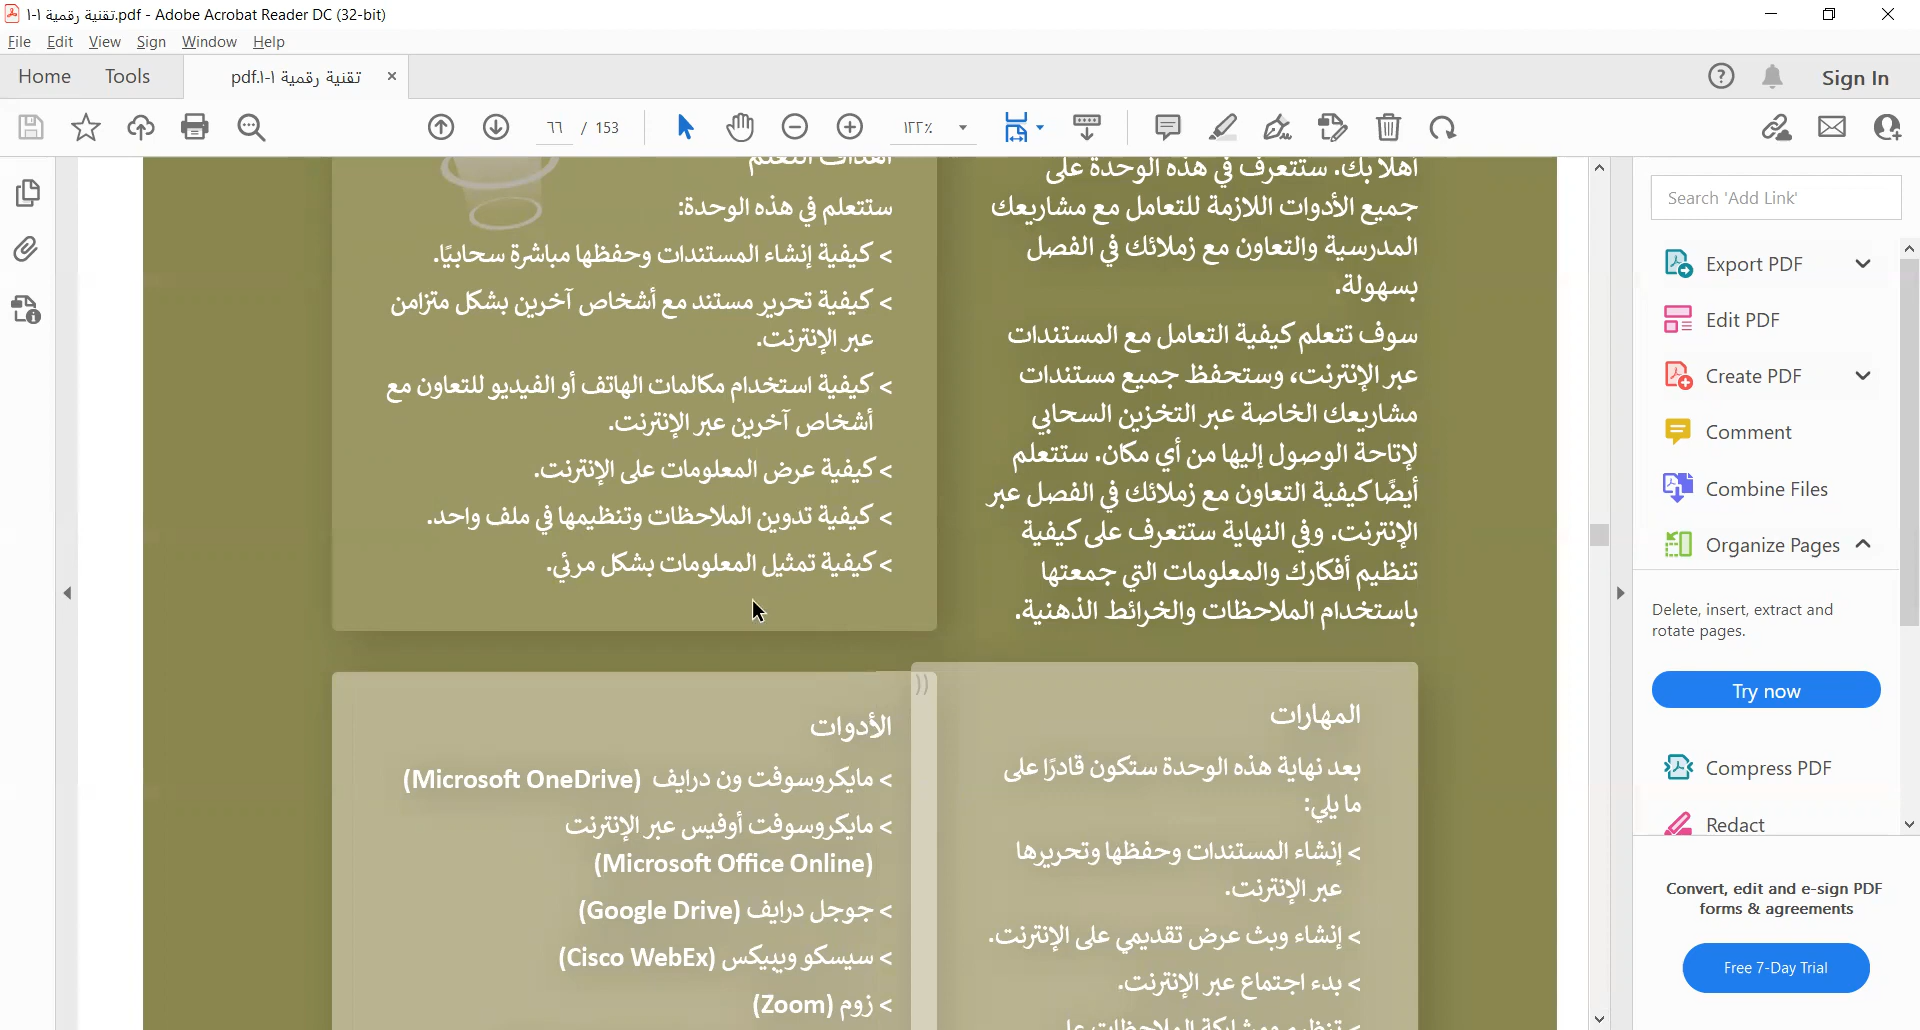 تقنية رقمية ١-١.pdf - Adobe Acrobat Reader DC (32-bit)
File Edit View Sign Window Help
Home Tools تقنية رقمية ١-١.pdf
Sign In
٦٦ / 153
١٢٢٪
أهداف التعلم
ستتعلم في هذه الوحدة:
> كيفية إنشاء المستندات وحفظها مباشرة سحابيًا.
> كيفية تحرير مستند مع أشخاص آخرين بشكل متزامن
عبر الإنترنت.
> كيفية استخدام مكالمات الهاتف أو الفيديو للتعاون مع
أشخاص آخرين عبر الإنترنت.
> كيفية عرض المعلومات على الإنترنت.
> كيفية تدوين الملاحظات وتنظيمها في ملف واحد.
> كيفية تمثيل المعلومات بشكل مرئي.
أهلًا بك. ستتعرف في هذه الوحدة على
جميع الأدوات اللازمة للتعامل مع مشاريعك
المدرسية والتعاون مع زملائك في الفصل
بسهولة.
سوف تتعلم كيفية التعامل مع المستندات
عبر الإنترنت، وستحفظ جميع مستندات
مشاريعك الخاصة عبر التخزين السحابي
لإتاحة الوصول إليها من أي مكان. ستتعلم
أيضًا كيفية التعاون مع زملائك في الفصل عبر
الإنترنت. وفي النهاية ستتعرف على كيفية
تنظيم أفكارك والمعلومات التي جمعتها
باستخدام الملاحظات والخرائط الذهنية.
المهارات
بعد نهاية هذه الوحدة ستكون قادرًا على
ما يلي:
> إنشاء المستندات وحفظها وتحريرها
عبر الإنترنت.
> إنشاء وبث عرض تقديمي على الإنترنت.
> بدء اجتماع عبر الإنترنت.
> تنظيم ومشاركة الملاحظات على
الأدوات
> مايكروسوفت ون درايف (Microsoft OneDrive)
> مايكروسوفت أوفيس عبر الإنترنت
(Microsoft Office Online)
> جوجل درايف (Google Drive)
> سيسكو ويبيكس (Cisco WebEx)
> زوم (Zoom)
Search 'Add Link'
Export PDF
Edit PDF
Create PDF
Comment
Combine Files
Organize Pages
Delete, insert, extract and
rotate pages.
Try now
Compress PDF
Redact
Convert, edit and e-sign PDF
forms & agreements
Free 7-Day Trial